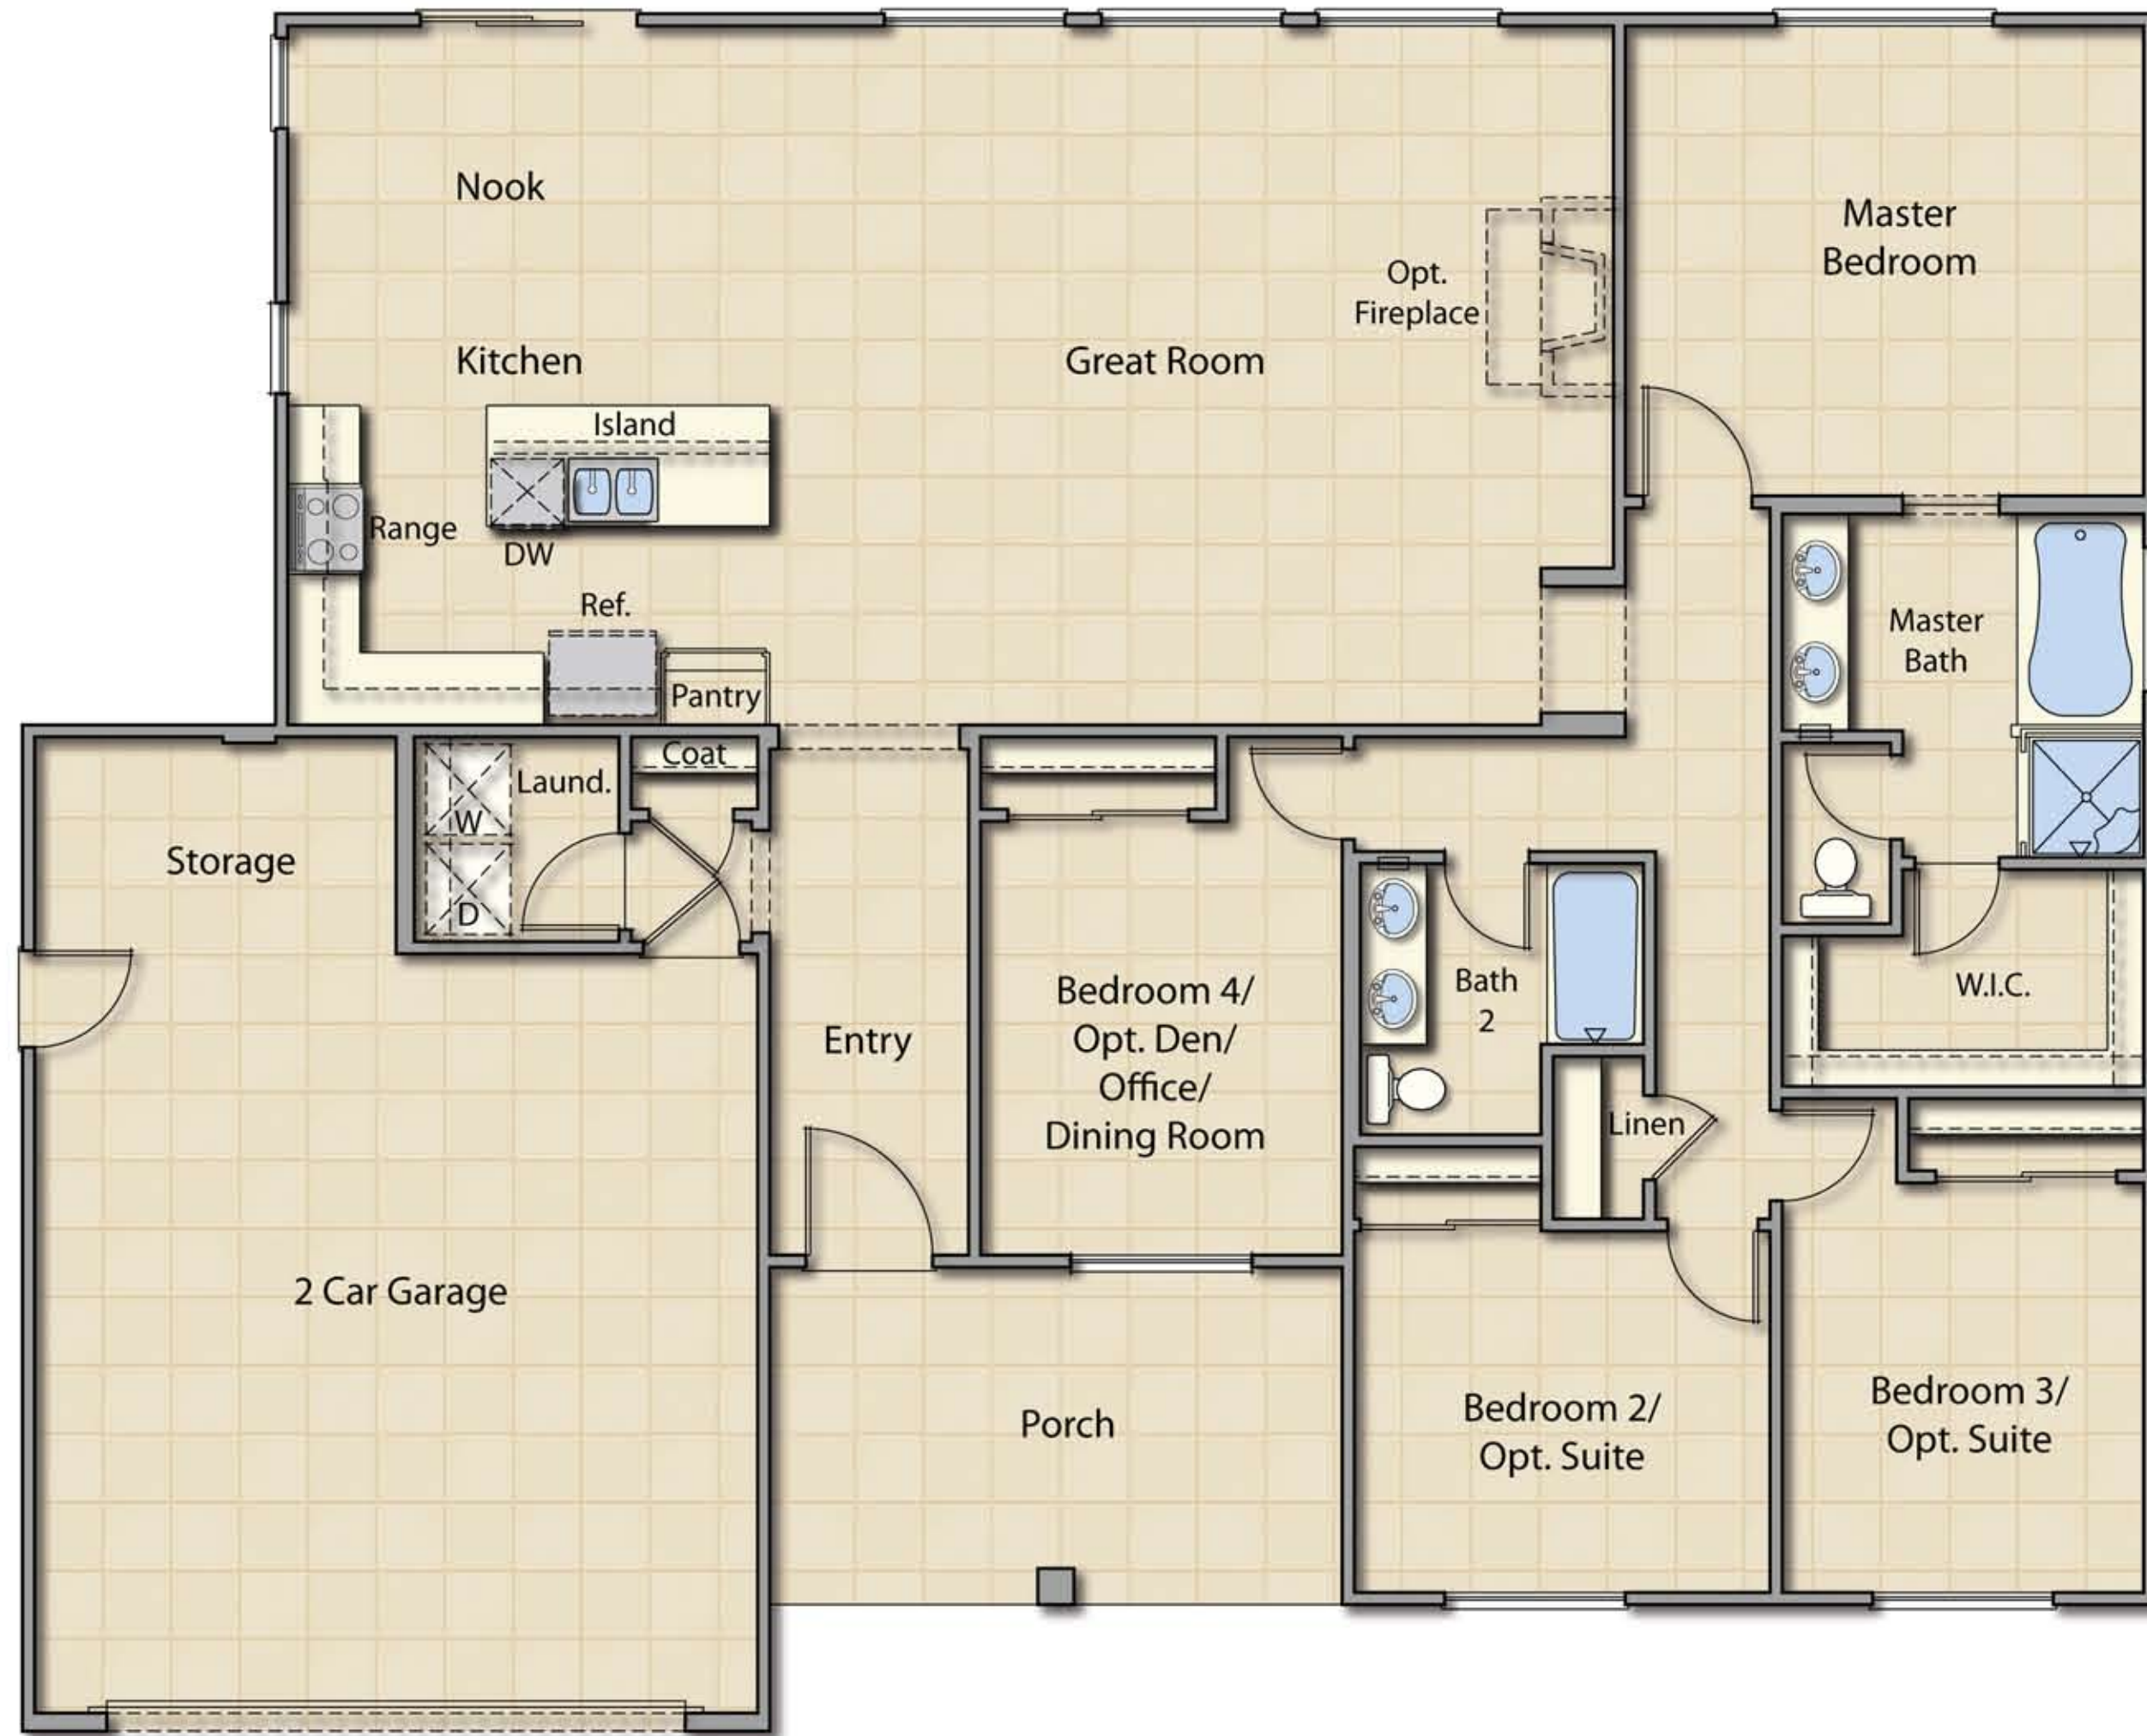 Nook
Master
Bedroom
Opt.
Fireplace
Kitchen
Great Room
Island
Range
DW
Ref.
Master
Bath
Pantry
Coat
Laund.
W
Storage
D
Bedroom 4/
Opt. Den/
Office/
Dining Room
Bath
2
W.I.C.
Entry
Linen
2 Car Garage
Porch
Bedroom 2/
Opt. Suite
Bedroom 3/
Opt. Suite